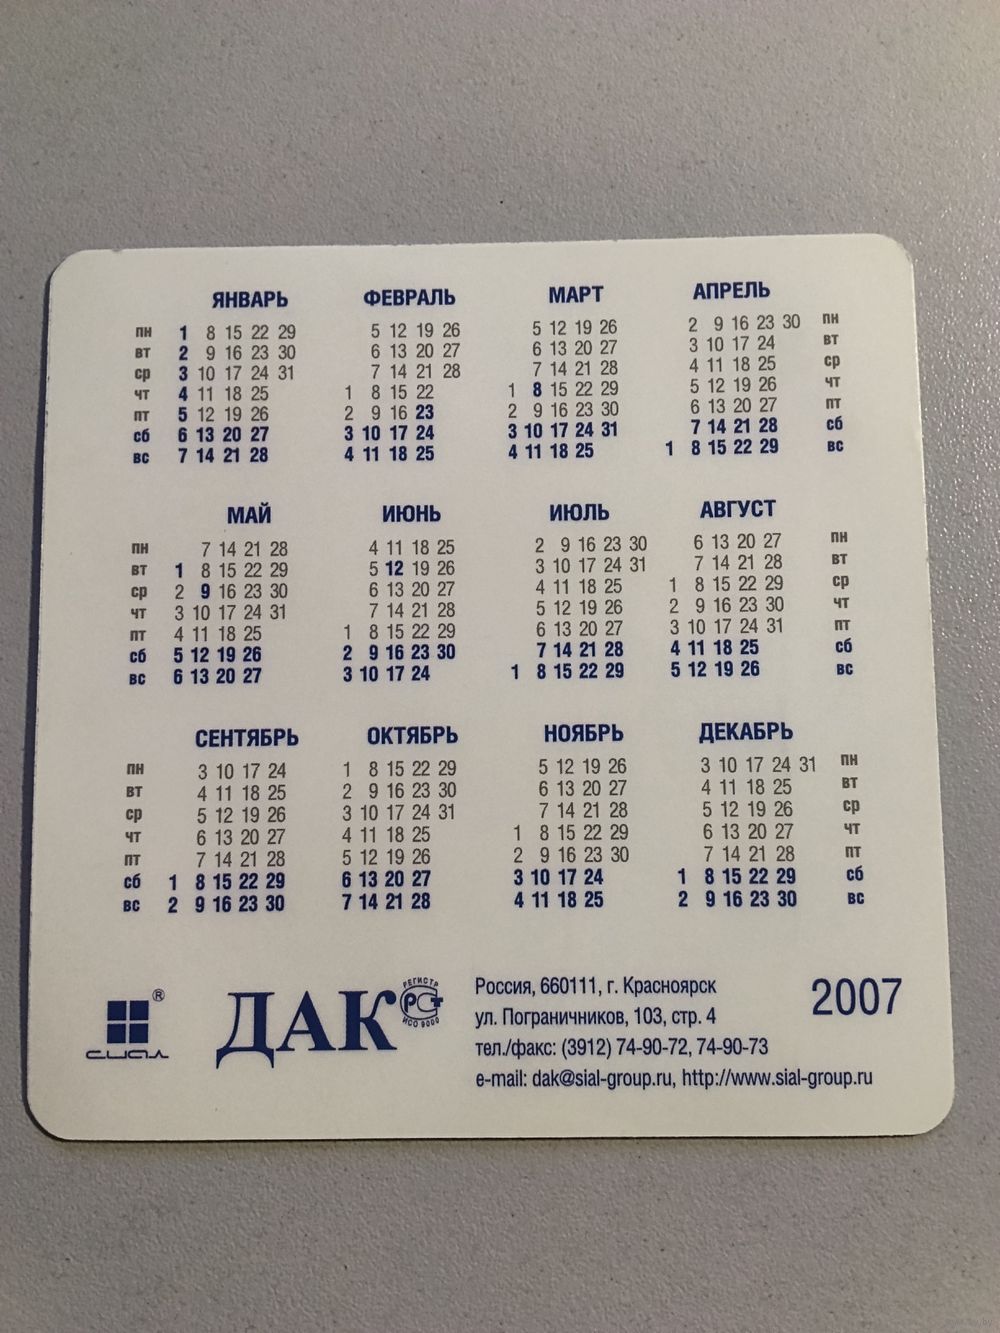 ЯНВАРЬ ФЕВРАЛЬ МАРТ АПРЕЛЬ
пн 1 8 15 22 29 5 12 19 26 5 12 19 26 2 9 16 23 30 пн
вт 2 9 16 23 30 6 13 20 27 6 13 20 27 3 10 17 24 вт
ср 3 10 17 24 31 7 14 21 28 7 14 21 28 4 11 18 25 ср
чт 4 11 18 25 1 8 15 22 1 8 15 22 29 5 12 19 26 чт
пт 5 12 19 26 2 9 16 23 2 9 16 23 30 6 13 20 27 пт
сб 6 13 20 27 3 10 17 24 3 10 17 24 31 7 14 21 28 сб
вс 7 14 21 28 4 11 18 25 4 11 18 25 1 8 15 22 29 вс
МАЙ ИЮНЬ ИЮЛЬ АВГУСТ
пн 7 14 21 28 4 11 18 25 2 9 16 23 30 6 13 20 27 пн
вт 1 8 15 22 29 5 12 19 26 3 10 17 24 31 7 14 21 28 вт
ср 2 9 16 23 30 6 13 20 27 4 11 18 25 1 8 15 22 29 ср
чт 3 10 17 24 31 7 14 21 28 5 12 19 26 2 9 16 23 30 чт
пт 4 11 18 25 1 8 15 22 29 6 13 20 27 3 10 17 24 31 пт
сб 5 12 19 26 2 9 16 23 30 7 14 21 28 4 11 18 25 сб
вс 6 13 20 27 3 10 17 24 1 8 15 22 29 5 12 19 26 вс
СЕНТЯБРЬ ОКТЯБРЬ НОЯБРЬ ДЕКАБРЬ
пн 3 10 17 24 1 8 15 22 29 5 12 19 26 3 10 17 24 31 пн
вт 4 11 18 25 2 9 16 23 30 6 13 20 27 4 11 18 25 вт
ср 5 12 19 26 3 10 17 24 31 7 14 21 28 5 12 19 26 ср
чт 6 13 20 27 4 11 18 25 1 8 15 22 29 6 13 20 27 чт
пт 7 14 21 28 5 12 19 26 2 9 16 23 30 7 14 21 28 пт
сб 1 8 15 22 29 6 13 20 27 3 10 17 24 1 8 15 22 29 сб
вс 2 9 16 23 30 7 14 21 28 4 11 18 25 2 9 16 23 30 вс
®
сиал
ДАК
РЕГИСТР
РСТ
ИСО 9000
Россия, 660111, г. Красноярск
ул. Пограничников, 103, стр. 4
тел./факс: (3912) 74-90-72, 74-90-73
e-mail: dak@sial-group.ru, http://www.sial-group.ru
2007